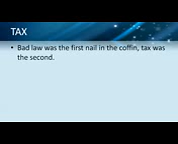 TAX
• Bad law was the first nail in the coffin, tax was
the second.